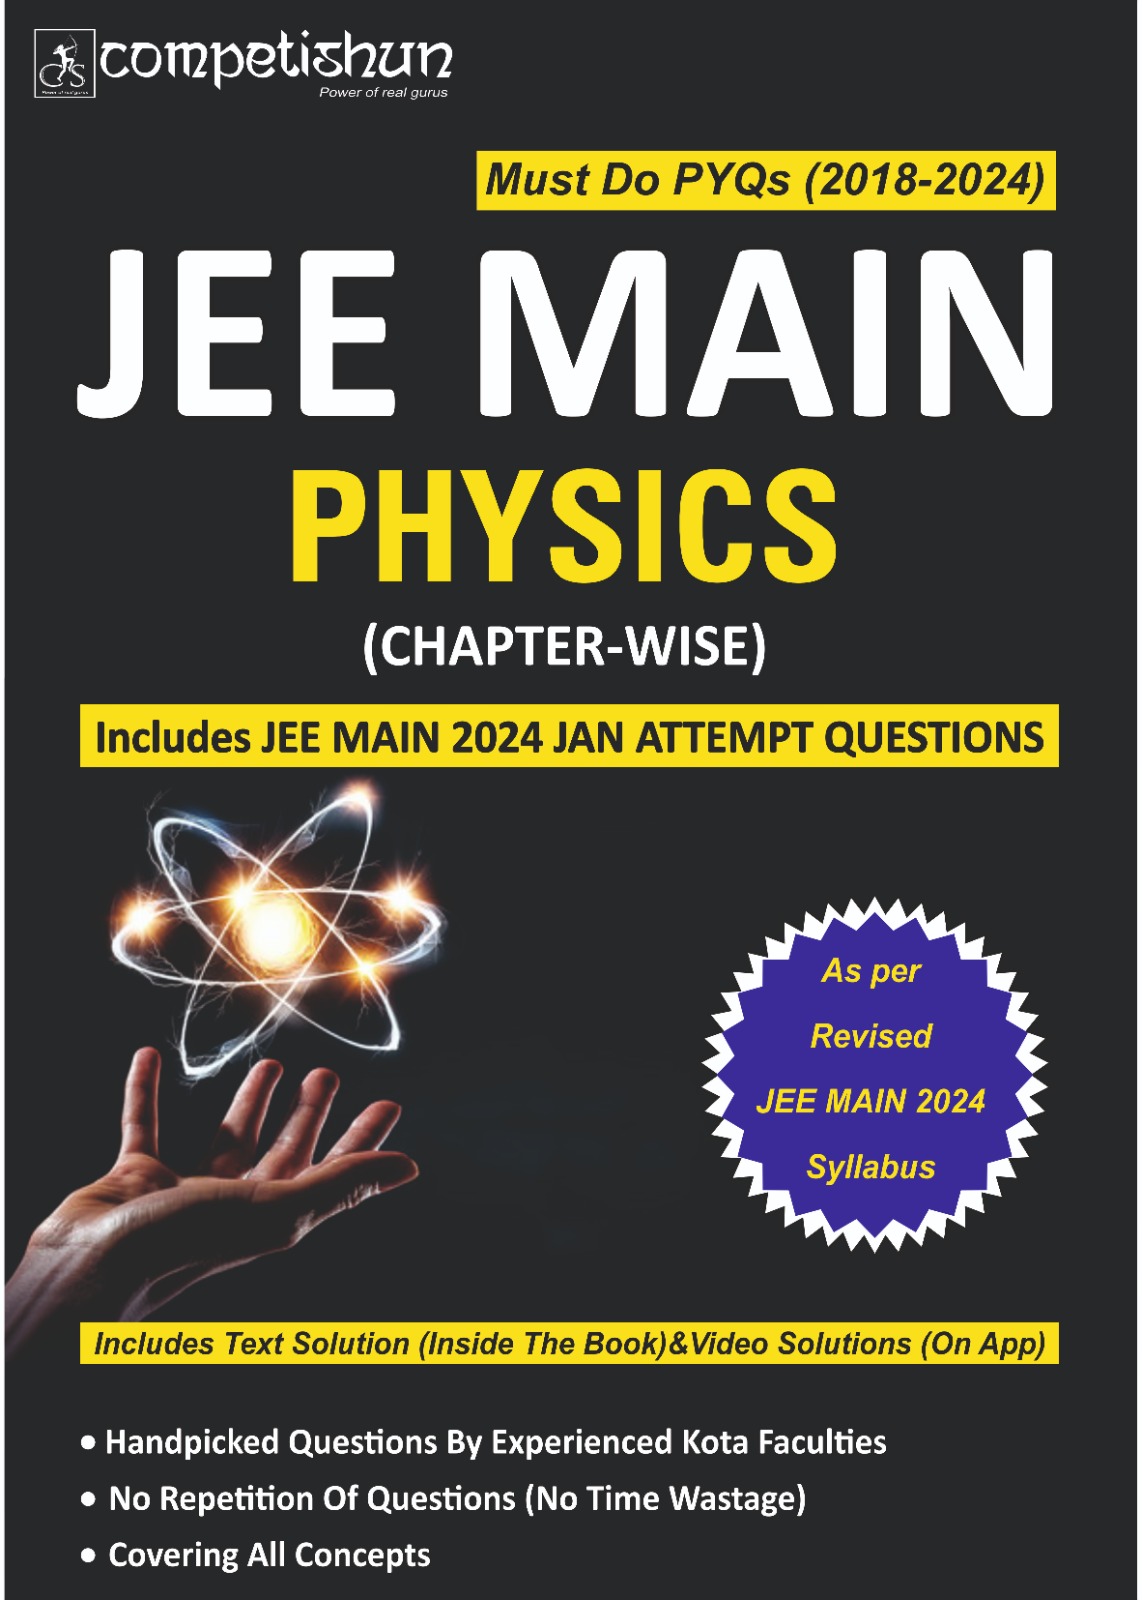 competishun
Power of real gurus
Must Do PYQs (2018-2024)
JEE MAIN
PHYSICS
(CHAPTER-WISE)
Includes JEE MAIN 2024 JAN ATTEMPT QUESTIONS
As per
Revised
JEE MAIN 2024
Syllabus
Includes Text Solution (Inside The Book)&Video Solutions (On App)
• Handpicked Questions By Experienced Kota Faculties
• No Repetition Of Questions (No Time Wastage)
• Covering All Concepts